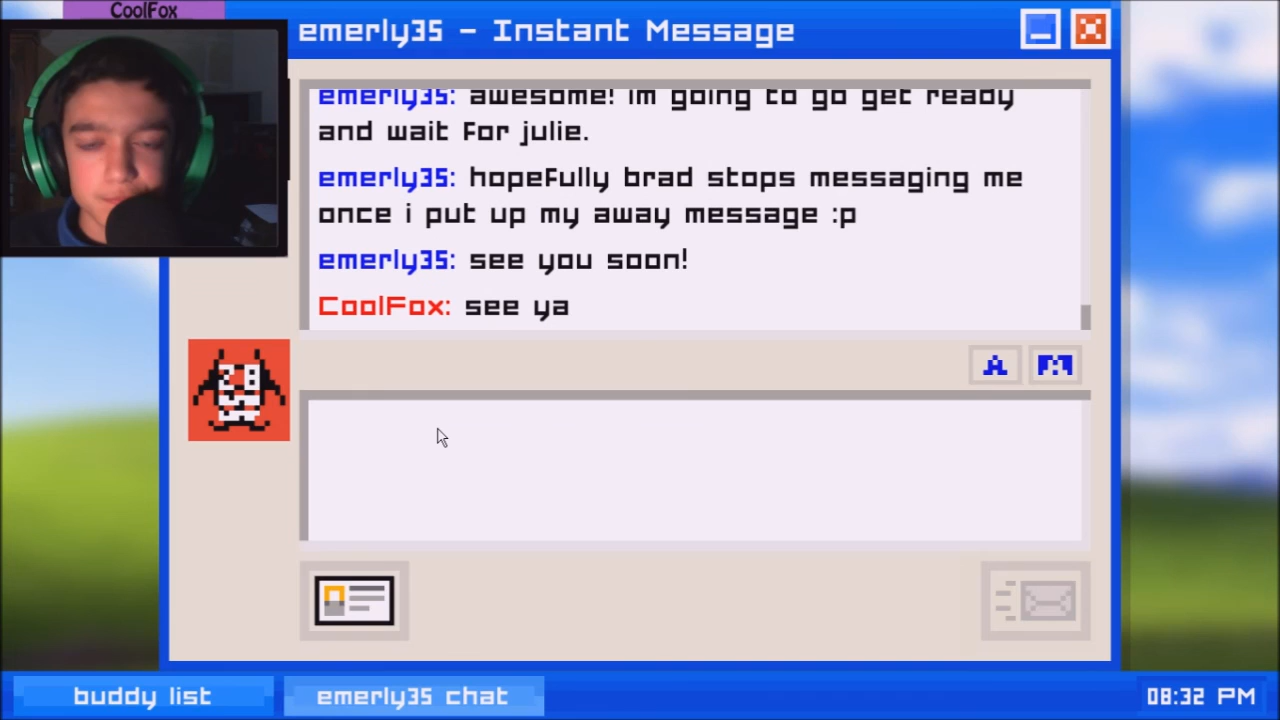 CoolFox
emerly35 - Instant Message
emerly35: awesome! im going to go get ready
and wait for julie.
emerly35: hopefully brad stops messaging me
once i put up my away message :p
emerly35: see you soon!
CoolFox: see ya
A A
buddy list
emerly35 chat
08:32 PM